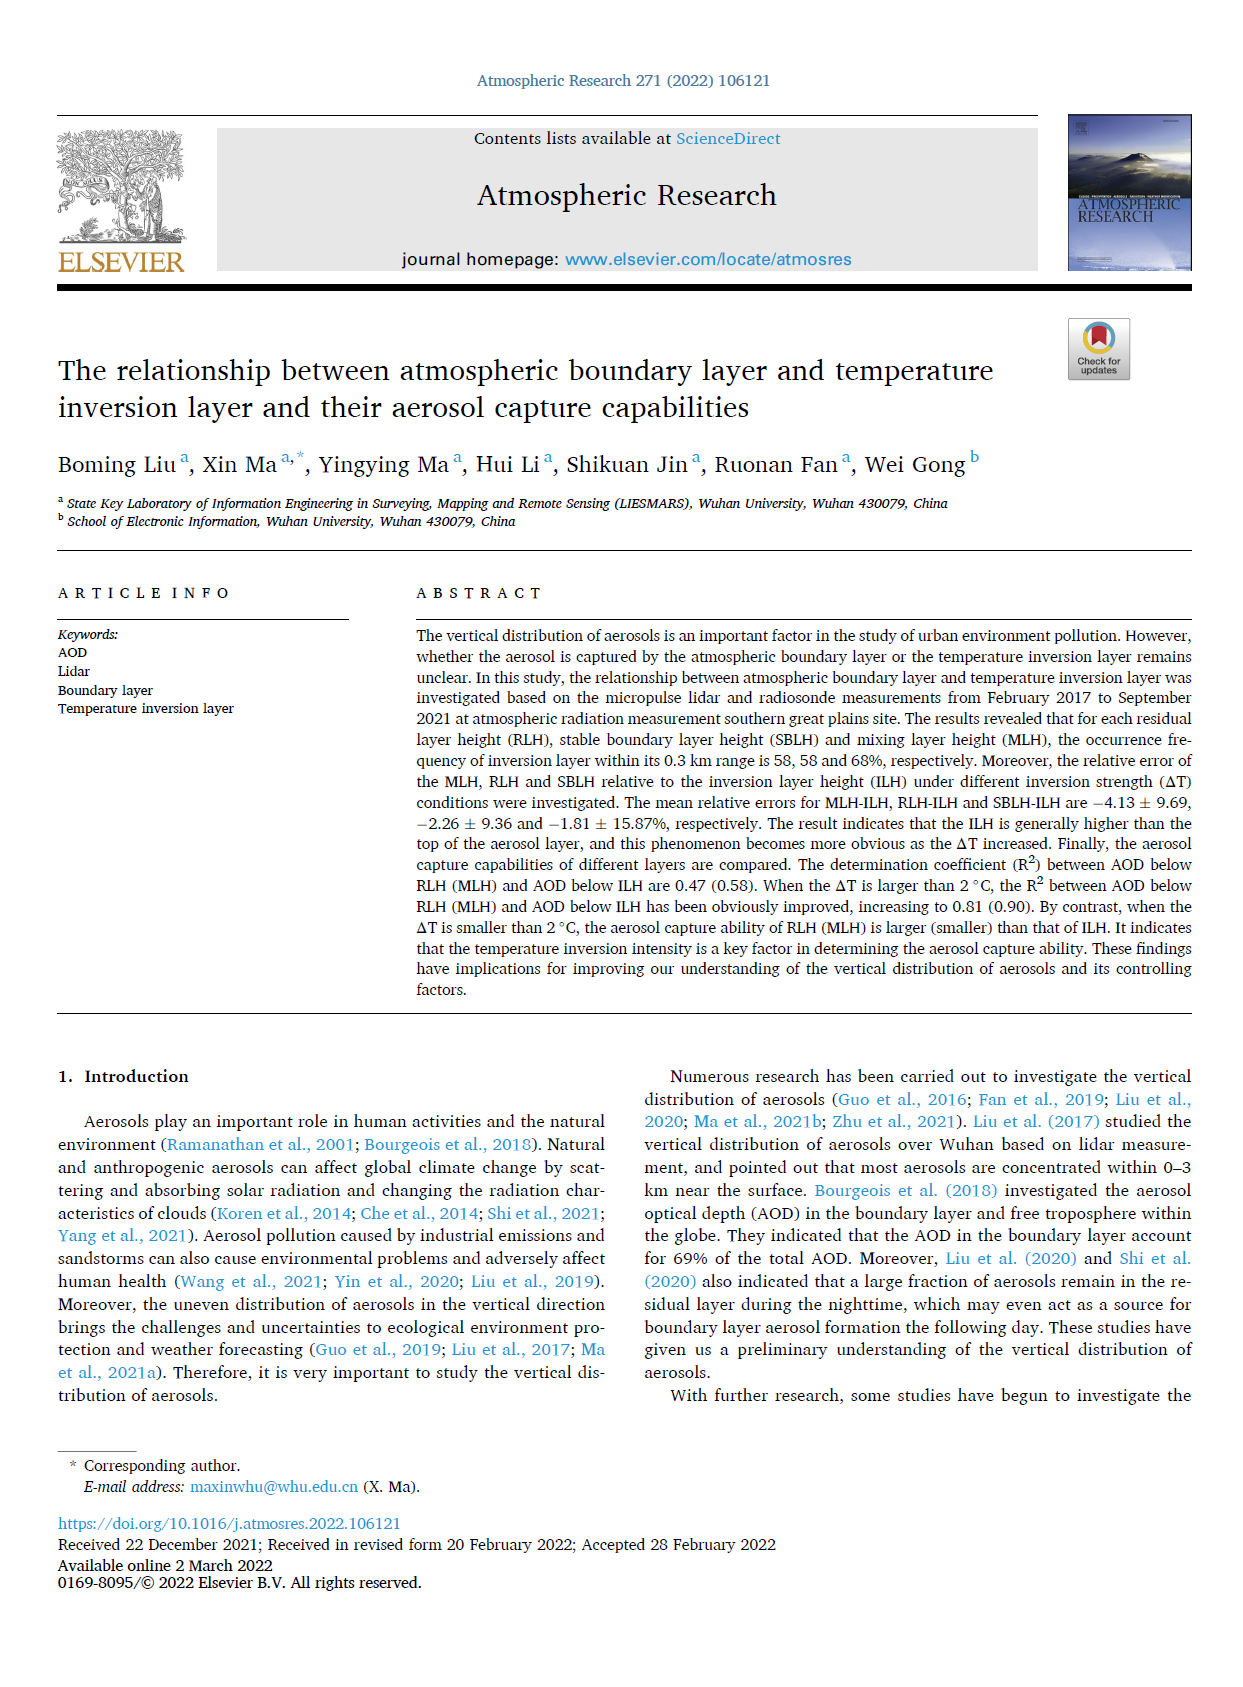 Atmospheric Research 271 (2022) 106121
Contents lists available at ScienceDirect
Atmospheric Research
journal homepage: www.elsevier.com/locate/atmosres
ELSEVIER
ATMOSPHERIC
RESEARCH
Check for
updates
The relationship between atmospheric boundary layer and temperature
inversion layer and their aerosol capture capabilities
Boming Liu a, Xin Ma a,*, Yingying Ma a, Hui Li a, Shikuan Jin a, Ruonan Fan a, Wei Gong b
a State Key Laboratory of Information Engineering in Surveying, Mapping and Remote Sensing (LIESMARS), Wuhan University, Wuhan 430079, China
b School of Electronic Information, Wuhan University, Wuhan 430079, China
ARTICLE INFO
Keywords:
AOD
Lidar
Boundary layer
Temperature inversion layer
ABSTRACT
The vertical distribution of aerosols is an important factor in the study of urban environment pollution. However,
whether the aerosol is captured by the atmospheric boundary layer or the temperature inversion layer remains
unclear. In this study, the relationship between atmospheric boundary layer and temperature inversion layer was
investigated based on the micropulse lidar and radiosonde measurements from February 2017 to September
2021 at atmospheric radiation measurement southern great plains site. The results revealed that for each residual
layer height (RLH), stable boundary layer height (SBLH) and mixing layer height (MLH), the occurrence fre-
quency of inversion layer within its 0.3 km range is 58, 58 and 68%, respectively. Moreover, the relative error of
the MLH, RLH and SBLH relative to the inversion layer height (ILH) under different inversion strength (ΔT)
conditions were investigated. The mean relative errors for MLH-ILH, RLH-ILH and SBLH-ILH are −4.13 ± 9.69,
−2.26 ± 9.36 and −1.81 ± 15.87%, respectively. The result indicates that the ILH is generally higher than the
top of the aerosol layer, and this phenomenon becomes more obvious as the ΔT increased. Finally, the aerosol
capture capabilities of different layers are compared. The determination coefficient (R²) between AOD below
RLH (MLH) and AOD below ILH are 0.47 (0.58). When the ΔT is larger than 2 °C, the R² between AOD below
RLH (MLH) and AOD below ILH has been obviously improved, increasing to 0.81 (0.90). By contrast, when the
ΔT is smaller than 2 °C, the aerosol capture ability of RLH (MLH) is larger (smaller) than that of ILH. It indicates
that the temperature inversion intensity is a key factor in determining the aerosol capture ability. These findings
have implications for improving our understanding of the vertical distribution of aerosols and its controlling
factors.
1. Introduction
Aerosols play an important role in human activities and the natural
environment (Ramanathan et al., 2001; Bourgeois et al., 2018). Natural
and anthropogenic aerosols can affect global climate change by scat-
tering and absorbing solar radiation and changing the radiation char-
acteristics of clouds (Koren et al., 2014; Che et al., 2014; Shi et al., 2021;
Yang et al., 2021). Aerosol pollution caused by industrial emissions and
sandstorms can also cause environmental problems and adversely affect
human health (Wang et al., 2021; Yin et al., 2020; Liu et al., 2019).
Moreover, the uneven distribution of aerosols in the vertical direction
brings the challenges and uncertainties to ecological environment pro-
tection and weather forecasting (Guo et al., 2019; Liu et al., 2017; Ma
et al., 2021a). Therefore, it is very important to study the vertical dis-
tribution of aerosols.
Numerous research has been carried out to investigate the vertical
distribution of aerosols (Guo et al., 2016; Fan et al., 2019; Liu et al.,
2020; Ma et al., 2021b; Zhu et al., 2021). Liu et al. (2017) studied the
vertical distribution of aerosols over Wuhan based on lidar measure-
ment, and pointed out that most aerosols are concentrated within 0–3
km near the surface. Bourgeois et al. (2018) investigated the aerosol
optical depth (AOD) in the boundary layer and free troposphere within
the globe. They indicated that the AOD in the boundary layer account
for 69% of the total AOD. Moreover, Liu et al. (2020) and Shi et al.
(2020) also indicated that a large fraction of aerosols remain in the re-
sidual layer during the nighttime, which may even act as a source for
boundary layer aerosol formation the following day. These studies have
given us a preliminary understanding of the vertical distribution of
aerosols.
With further research, some studies have begun to investigate the
* Corresponding author.
E-mail address: maxinwhu@whu.edu.cn (X. Ma).
https://doi.org/10.1016/j.atmosres.2022.106121
Received 22 December 2021; Received in revised form 20 February 2022; Accepted 28 February 2022
Available online 2 March 2022
0169-8095/© 2022 Elsevier B.V. All rights reserved.